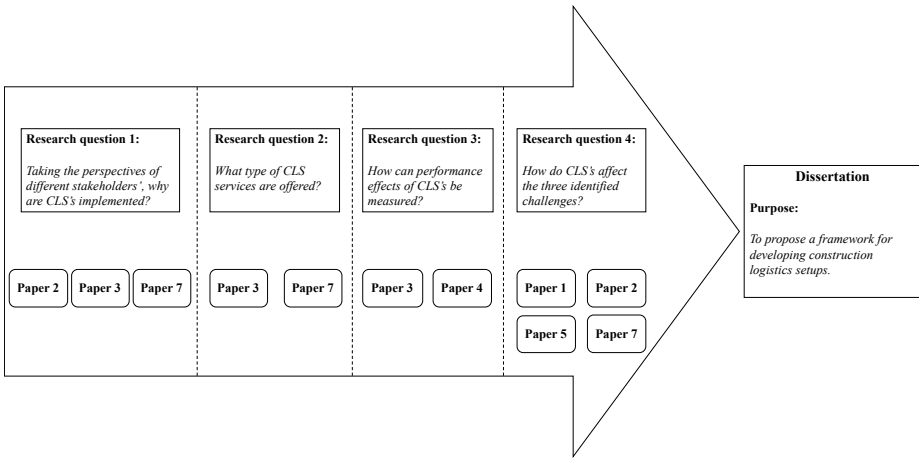 Research question 1:
Taking the perspectives of
different stakeholders', why
are CLS's implemented?
Paper 2
Paper 3
Paper 7
Research question 2:
What type of CLS
services are offered?
Paper 3
Paper 7
Research question 3:
How can performance
effects of CLS's be
measured?
Paper 3
Paper 4
Research question 4:
How do CLS's affect
the three identified
challenges?
Paper 1
Paper 2
Paper 5
Paper 7
Dissertation
Purpose:
To propose a framework for
developing construction
logistics setups.